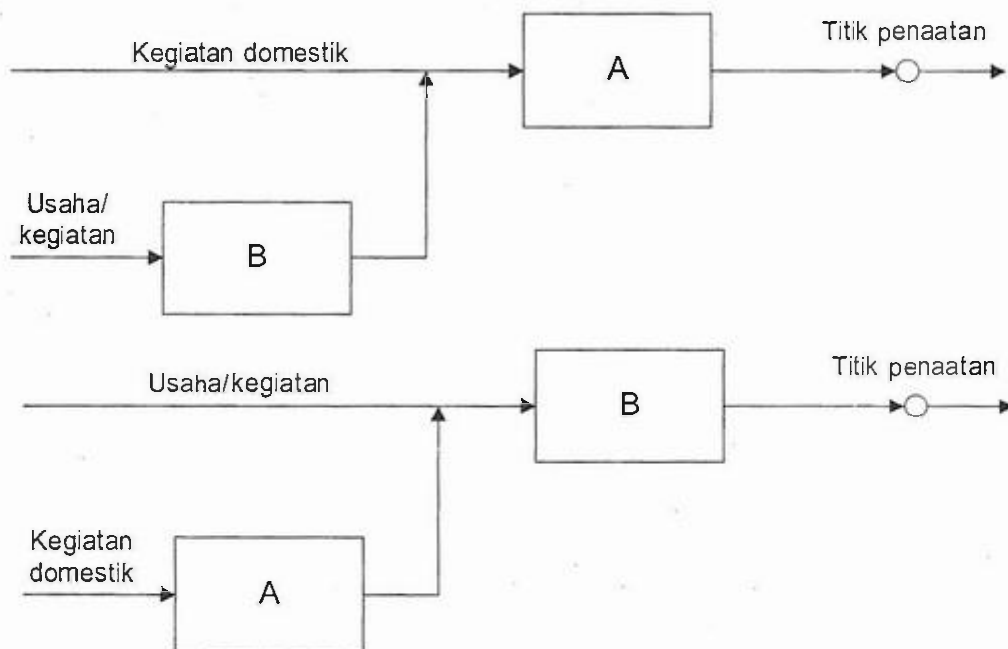 Kegiatan domestik
A
Titik penaatan
Usaha/
kegiatan
B
Usaha/kegiatan
B
Titik penaatan
Kegiatan
domestik
A